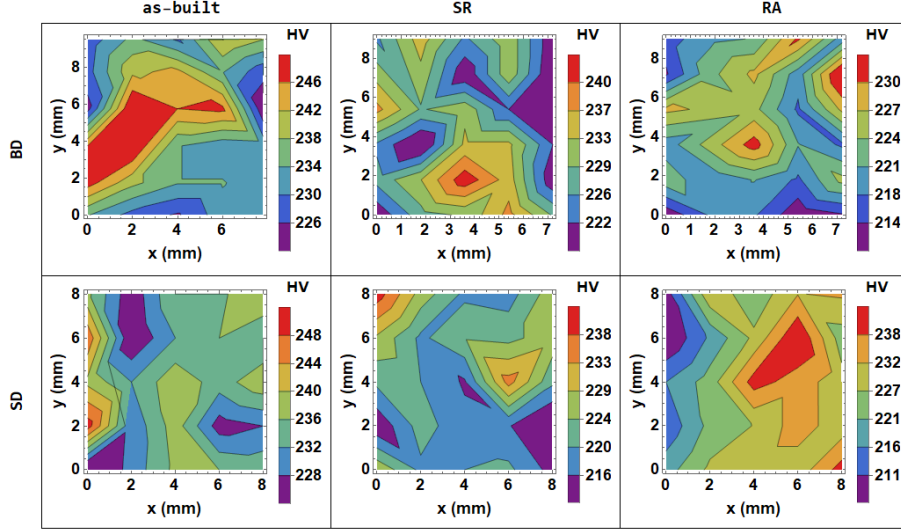 as-built SR RA
BD
HV
246
242
238
234
230
226
y (mm)
8
6
4
2
0
0 2 4 6
x (mm)
HV
240
237
233
229
226
222
y (mm)
8
6
4
2
0
0 1 2 3 4 5 6 7
x (mm)
HV
230
227
223
220
218
214
y (mm)
8
6
4
2
0
0 1 2 3 4 5 6 7
x (mm)
SD
HV
248
244
240
236
232
228
y (mm)
8
6
4
2
0
0 2 4 6 8
x (mm)
HV
238
233
229
224
220
216
y (mm)
8
6
4
2
0
0 2 4 6 8
x (mm)
HV
238
232
227
221
216
211
y (mm)
8
6
4
2
0
0 2 4 6 8
x (mm)